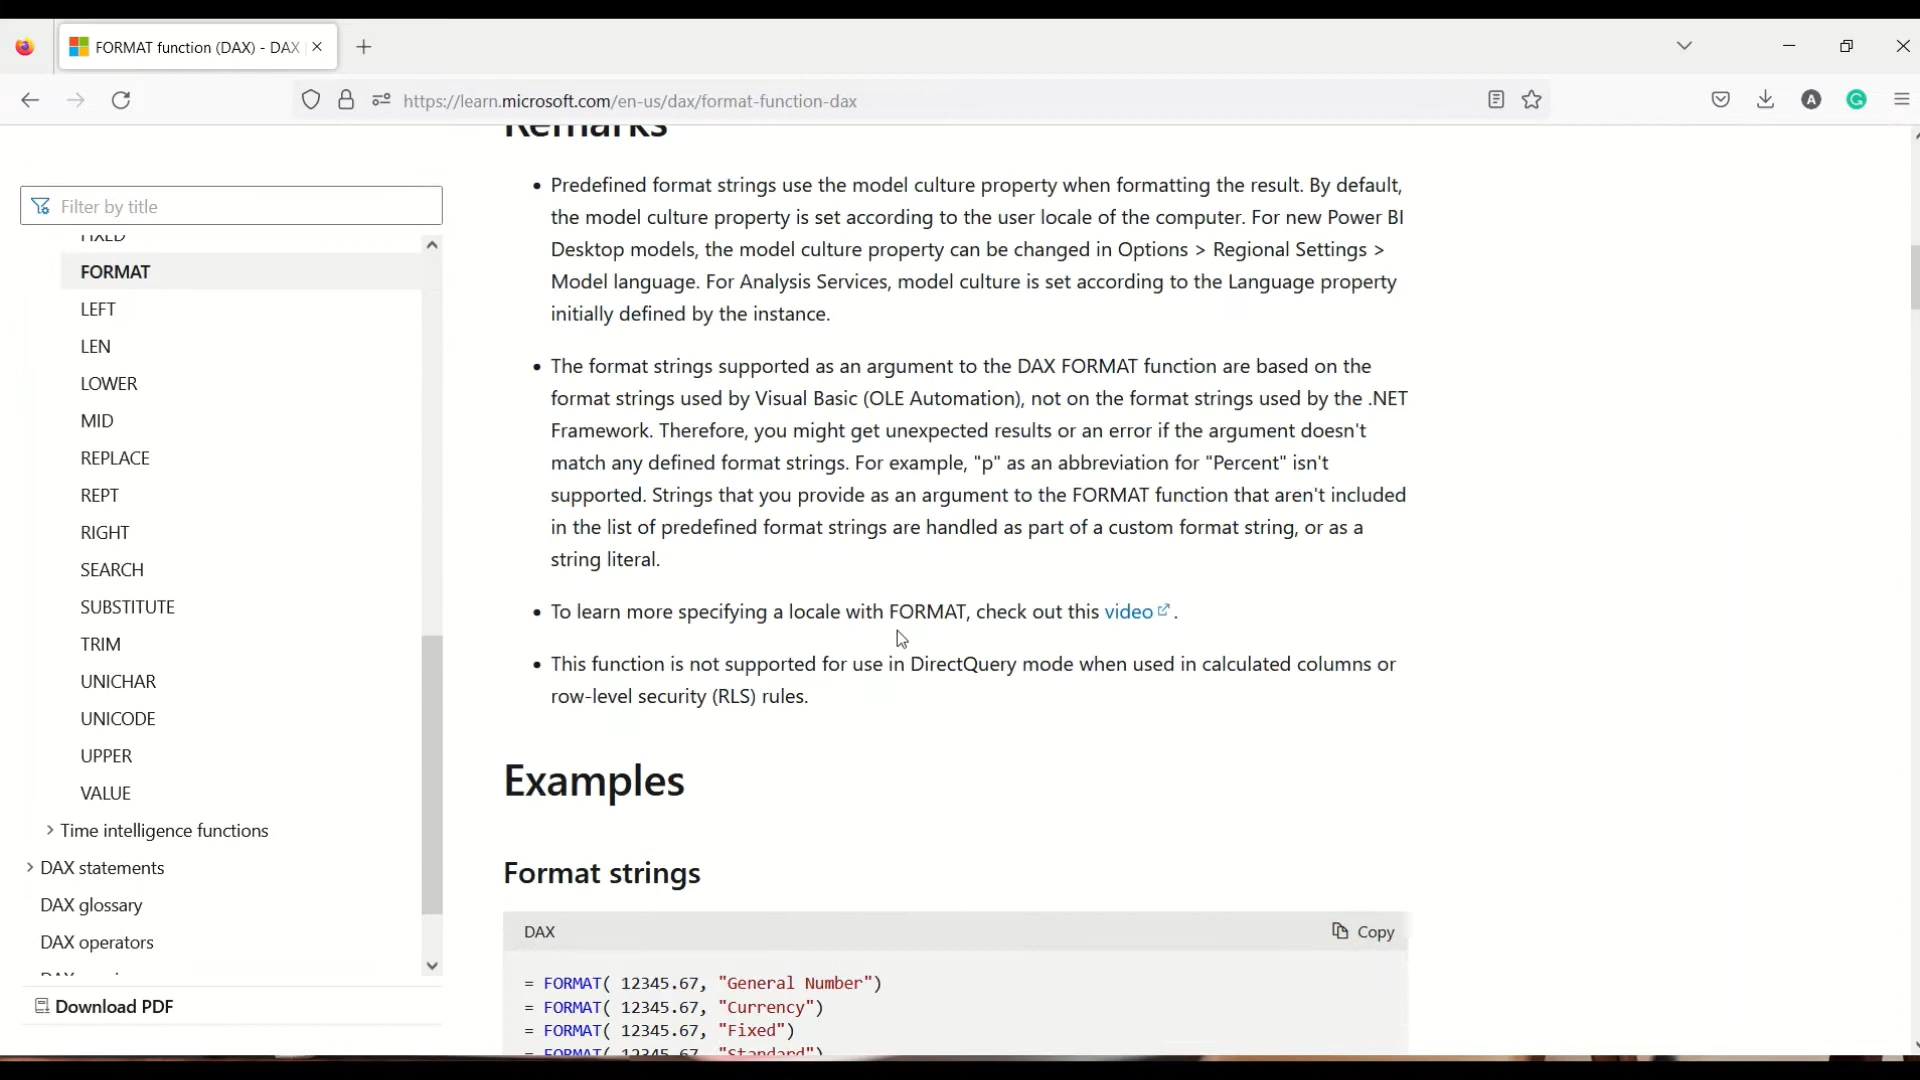 FORMAT function (DAX) - DAX
https://learn.microsoft.com/en-us/dax/format-function-dax
A
G
Filter by title
FIXED
FORMAT
LEFT
LEN
LOWER
MID
REPLACE
REPT
RIGHT
SEARCH
SUBSTITUTE
TRIM
UNICHAR
UNICODE
UPPER
VALUE
Time intelligence functions
DAX statements
DAX glossary
DAX operators
Download PDF
Remarks
• Predefined format strings use the model culture property when formatting the result. By default,
the model culture property is set according to the user locale of the computer. For new Power BI
Desktop models, the model culture property can be changed in Options > Regional Settings >
Model language. For Analysis Services, model culture is set according to the Language property
initially defined by the instance.
• The format strings supported as an argument to the DAX FORMAT function are based on the
format strings used by Visual Basic (OLE Automation), not on the format strings used by the .NET
Framework. Therefore, you might get unexpected results or an error if the argument doesn't
match any defined format strings. For example, "p" as an abbreviation for "Percent" isn't
supported. Strings that you provide as an argument to the FORMAT function that aren't included
in the list of predefined format strings are handled as part of a custom format string, or as a
string literal.
• To learn more specifying a locale with FORMAT, check out this video .
• This function is not supported for use in DirectQuery mode when used in calculated columns or
row-level security (RLS) rules.
Examples
Format strings
DAX Copy
= FORMAT( 12345.67, "General Number")
= FORMAT( 12345.67, "Currency")
= FORMAT( 12345.67, "Fixed")
= FORMAT( 12345.67, "Standard")